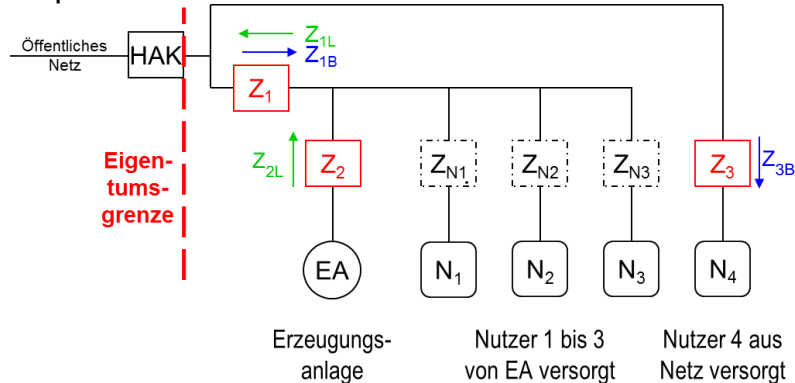 Öffentliches
Netz
HAK
Z1L
Z1B
Z1
Eigen-
tums-
grenze
Z2L
Z2
ZN1.
ZN2
ZN3
Z3
Z3B
EA
N1
N2
N3
N4
Erzeugungs-
anlage
Nutzer 1 bis 3
von EA versorgt
Nutzer 4 aus
Netz versorgt